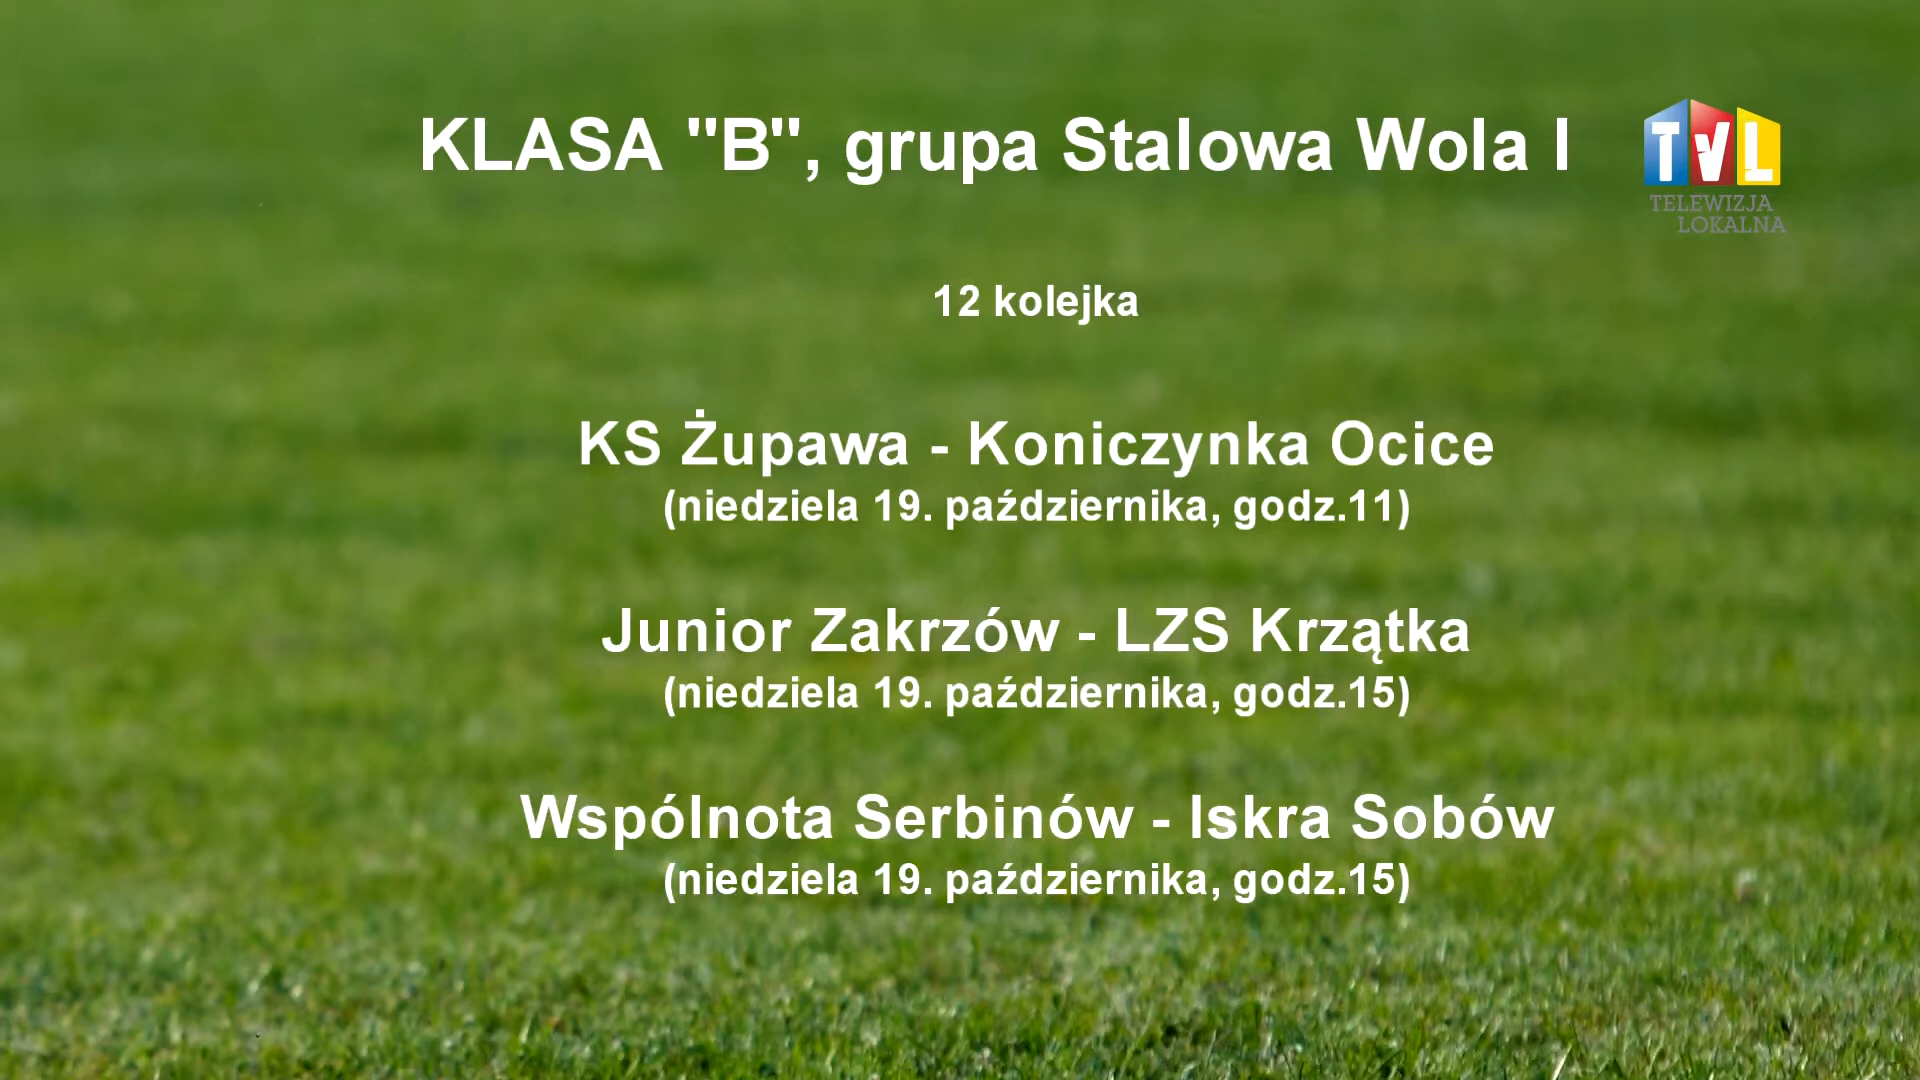 KLASA "B", grupa Stalowa Wola I
TVL
TELEWIZJA
LOKALNA
12 kolejka
KS Żupawa - Koniczynka Ocice
(niedziela 19. października, godz.11)
Junior Zakrzów - LZS Krzątka
(niedziela 19. października, godz.15)
Wspólnota Serbinów - Iskra Sobów
(niedziela 19. października, godz.15)